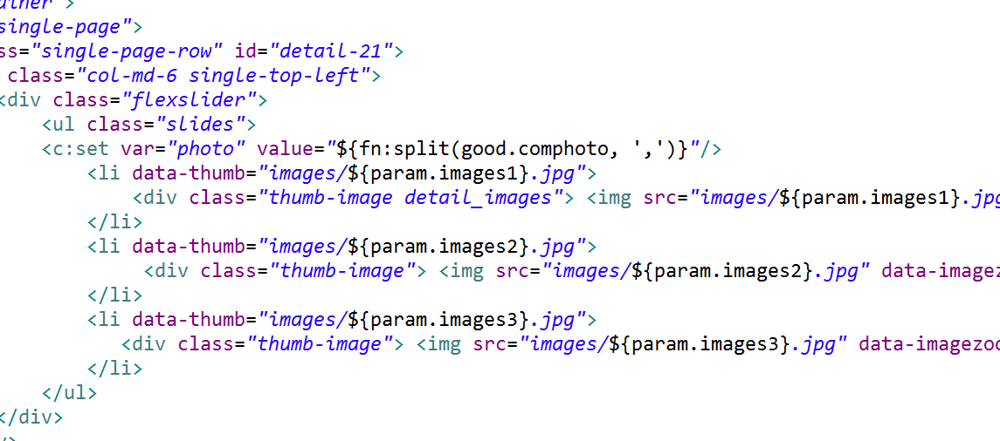 single-page">
ss="single-page-row" id="detail-21">
class="col-md-6 single-top-left">
<div class="flexslider">
<ul class="slides">
<c:set var="photo" value="${fn:split(good.comphoto, ',')}"/>
<li data-thumb="images/${param.images1}.jpg">
<div class="thumb-image detail_images"> <img src="images/${param.images1}.jpg
</li>
<li data-thumb="images/${param.images2}.jpg">
<div class="thumb-image"> <img src="images/${param.images2}.jpg" data-imagez
</li>
<li data-thumb="images/${param.images3}.jpg">
<div class="thumb-image"> <img src="images/${param.images3}.jpg" data-imagezoo
</li>
</ul>
</div>